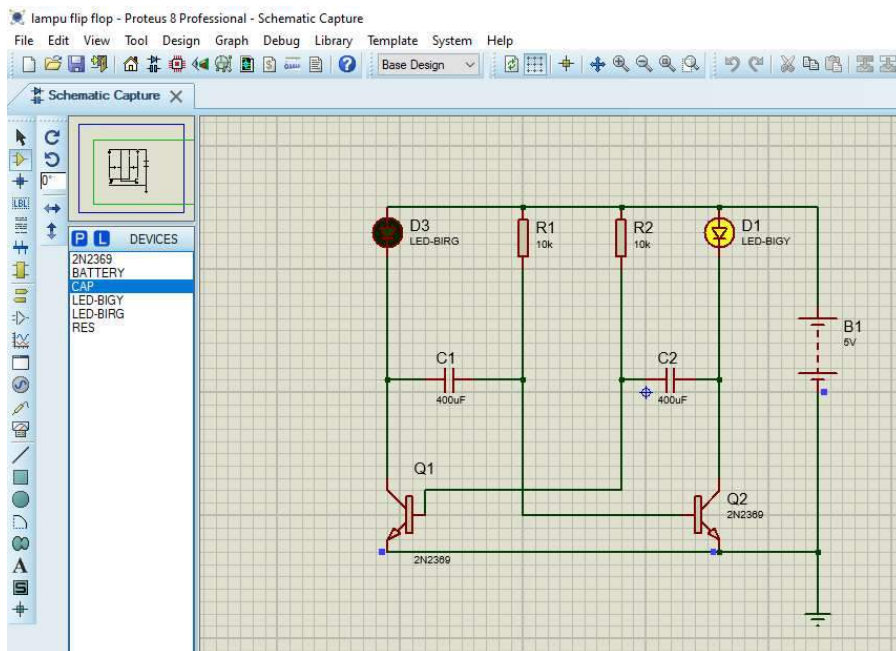 lampu flip flop - Proteus 8 Professional - Schematic Capture
File Edit View Tool Design Graph Debug Library Template System Help
Base Design
Schematic Capture
0°
LBL
P L DEVICES
2N2369
BATTERY
CAP
LED-BIGY
LED-BIRG
RES
A
S
D3
LED-BIRG
R1
10k
R2
10k
D1
LED-BIGY
B1
5V
C1
400uF
C2
400uF
Q1
2N2369
Q2
2N2369